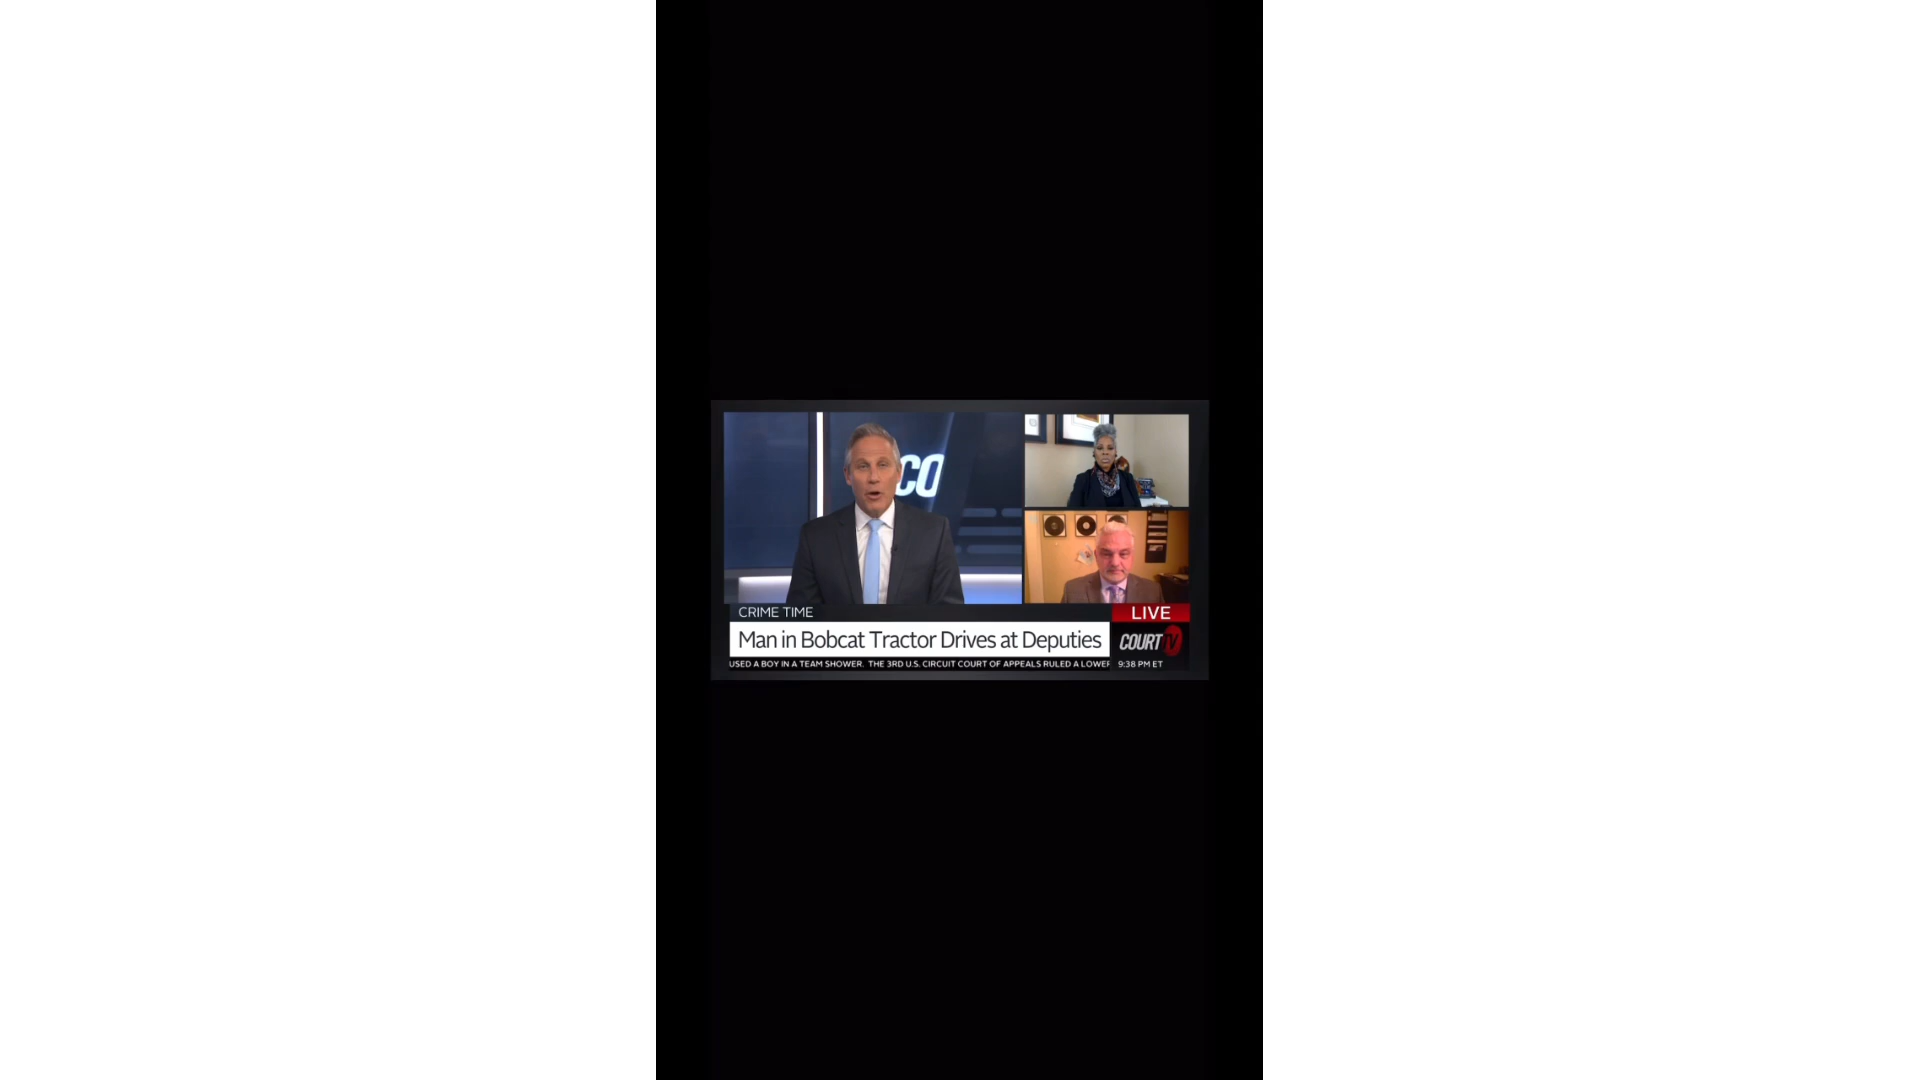 CO
CRIME TIME
LIVE
Man in Bobcat Tractor Drives at Deputies
COURT TV
USED A BOY IN A TEAM SHOWER. THE 3RD U.S. CIRCUIT COURT OF APPEALS RULED A LOWER
9:38 PM ET